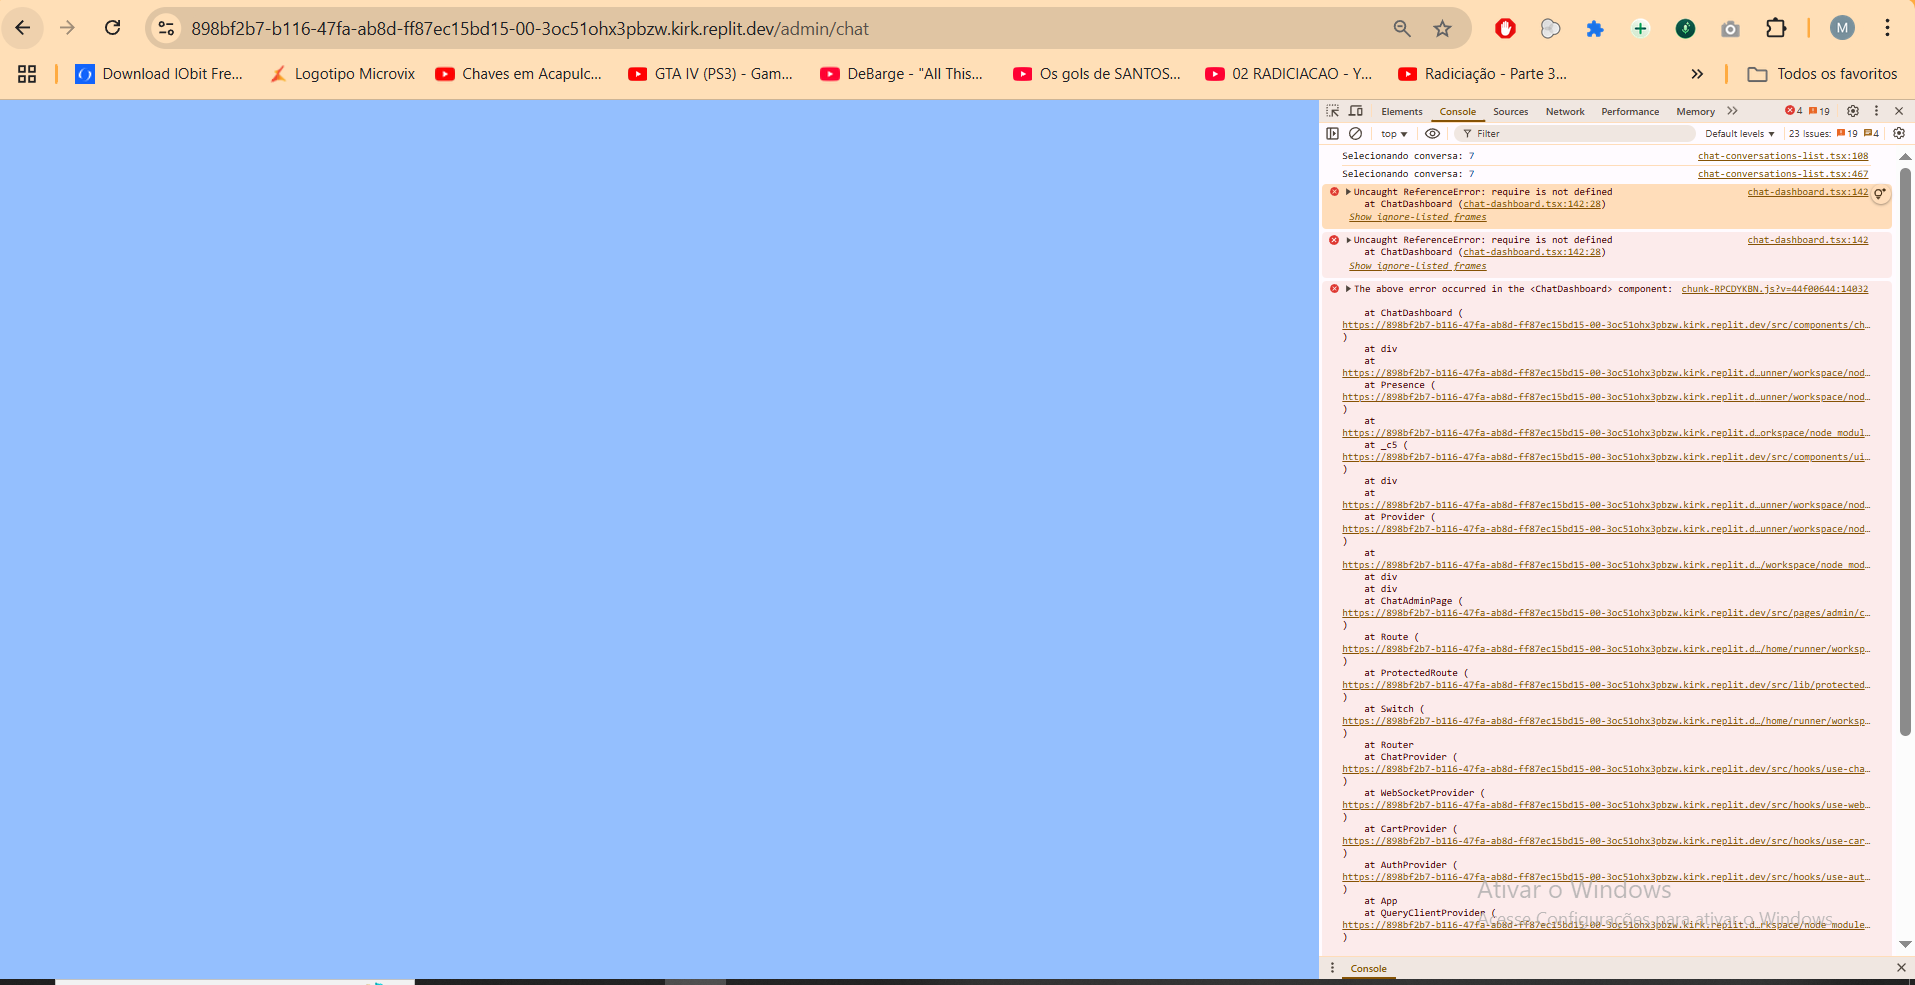 898bf2b7-b116-47fa-ab8d-ff87ec15bd15-00-3oc51ohx3pbzw.kirk.replit.dev/admin/chat
M
Download IObit Fre... Logotipo Microvix Chaves em Acapulc... GTA IV (PS3) - Gam... DeBarge - "All This... Os gols de SANTOS... 02 RADICIACAO - Y... Radiciação - Parte 3... » Todos os favoritos
Elements Console Sources Network Performance Memory 4 19
top Filter Default levels 23 Issues: 19 4
Selecionando conversa: 7 chat-conversations-list.tsx:108
Selecionando conversa: 7 chat-conversations-list.tsx:467
Uncaught ReferenceError: require is not defined chat-dashboard.tsx:142
at ChatDashboard (chat-dashboard.tsx:142:28)
Show ignore-listed frames
Uncaught ReferenceError: require is not defined chat-dashboard.tsx:142
at ChatDashboard (chat-dashboard.tsx:142:28)
Show ignore-listed frames
The above error occurred in the <ChatDashboard> component: chunk-RPCDYKBN.js?v=44f00644:14032
at ChatDashboard (
https://898bf2b7-b116-47fa-ab8d-ff87ec15bd15-00-3oc51ohx3pbzw.kirk.replit.dev/src/components/ch…
)
at div
at
https://898bf2b7-b116-47fa-ab8d-ff87ec15bd15-00-3oc51ohx3pbzw.kirk.replit.d…unner/workspace/nod…
at Presence (
https://898bf2b7-b116-47fa-ab8d-ff87ec15bd15-00-3oc51ohx3pbzw.kirk.replit.d…unner/workspace/nod…
)
at
https://898bf2b7-b116-47fa-ab8d-ff87ec15bd15-00-3oc51ohx3pbzw.kirk.replit.d…orkspace/node_modul…
at _c5 (
https://898bf2b7-b116-47fa-ab8d-ff87ec15bd15-00-3oc51ohx3pbzw.kirk.replit.dev/src/components/ui…
)
at div
at
https://898bf2b7-b116-47fa-ab8d-ff87ec15bd15-00-3oc51ohx3pbzw.kirk.replit.d…unner/workspace/nod…
at Provider (
https://898bf2b7-b116-47fa-ab8d-ff87ec15bd15-00-3oc51ohx3pbzw.kirk.replit.d…unner/workspace/nod…
)
at
https://898bf2b7-b116-47fa-ab8d-ff87ec15bd15-00-3oc51ohx3pbzw.kirk.replit.d…/workspace/node_mod…
at div
at div
at ChatAdminPage (
https://898bf2b7-b116-47fa-ab8d-ff87ec15bd15-00-3oc51ohx3pbzw.kirk.replit.dev/src/pages/admin/c…
)
at Route (
https://898bf2b7-b116-47fa-ab8d-ff87ec15bd15-00-3oc51ohx3pbzw.kirk.replit.d…/home/runner/worksp…
)
at ProtectedRoute (
https://898bf2b7-b116-47fa-ab8d-ff87ec15bd15-00-3oc51ohx3pbzw.kirk.replit.dev/src/lib/protected…
)
at Switch (
https://898bf2b7-b116-47fa-ab8d-ff87ec15bd15-00-3oc51ohx3pbzw.kirk.replit.d…/home/runner/worksp…
)
at Router
at ChatProvider (
https://898bf2b7-b116-47fa-ab8d-ff87ec15bd15-00-3oc51ohx3pbzw.kirk.replit.dev/src/hooks/use-cha…
)
at WebSocketProvider (
https://898bf2b7-b116-47fa-ab8d-ff87ec15bd15-00-3oc51ohx3pbzw.kirk.replit.dev/src/hooks/use-web…
)
at CartProvider (
https://898bf2b7-b116-47fa-ab8d-ff87ec15bd15-00-3oc51ohx3pbzw.kirk.replit.dev/src/hooks/use-car…
)
at AuthProvider (
https://898bf2b7-b116-47fa-ab8d-ff87ec15bd15-00-3oc51ohx3pbzw.kirk.replit.dev/src/hooks/use-aut…
)
Ativar o Windows
at App
at QueryClientProvider (
Acesse Configurações para ativar o Windows.
https://898bf2b7-b116-47fa-ab8d-ff87ec15bd15-00-3oc51ohx3pbzw.kirk.replit.d…rkspace/node_module…
)
Console